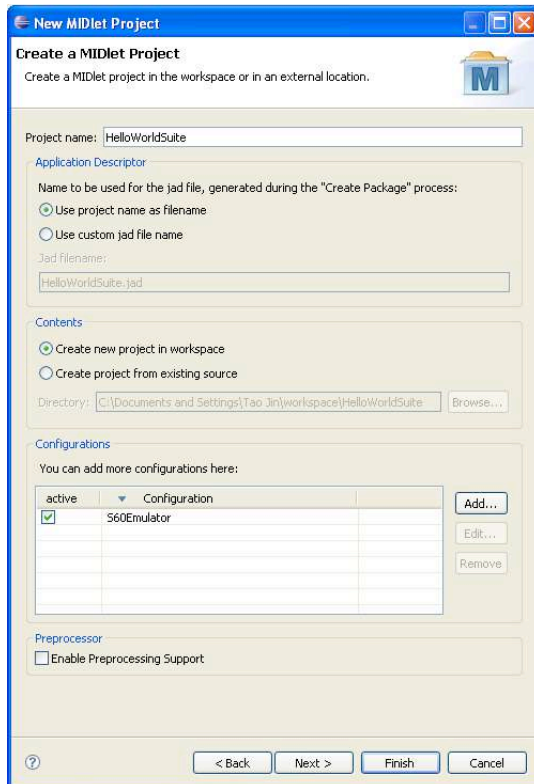 New MIDlet Project
Create a MIDlet Project
Create a MIDlet project in the workspace or in an external location.
M
Project name: HelloWorldSuite
Application Descriptor
Name to be used for the jad file, generated during the "Create Package" process:
Use project name as filename
Use custom jad file name
Jad filename:
HelloWorldSuite.jad
Contents
Create new project in workspace
Create project from existing source
Directory: C:\Documents and Settings\Tao Jin\workspace\HelloWorldSuite Browse...
Configurations
You can add more configurations here:
active Configuration Add...
S60Emulator
Edit...
Remove
Preprocessor
Enable Preprocessing Support
? < Back Next > Finish Cancel